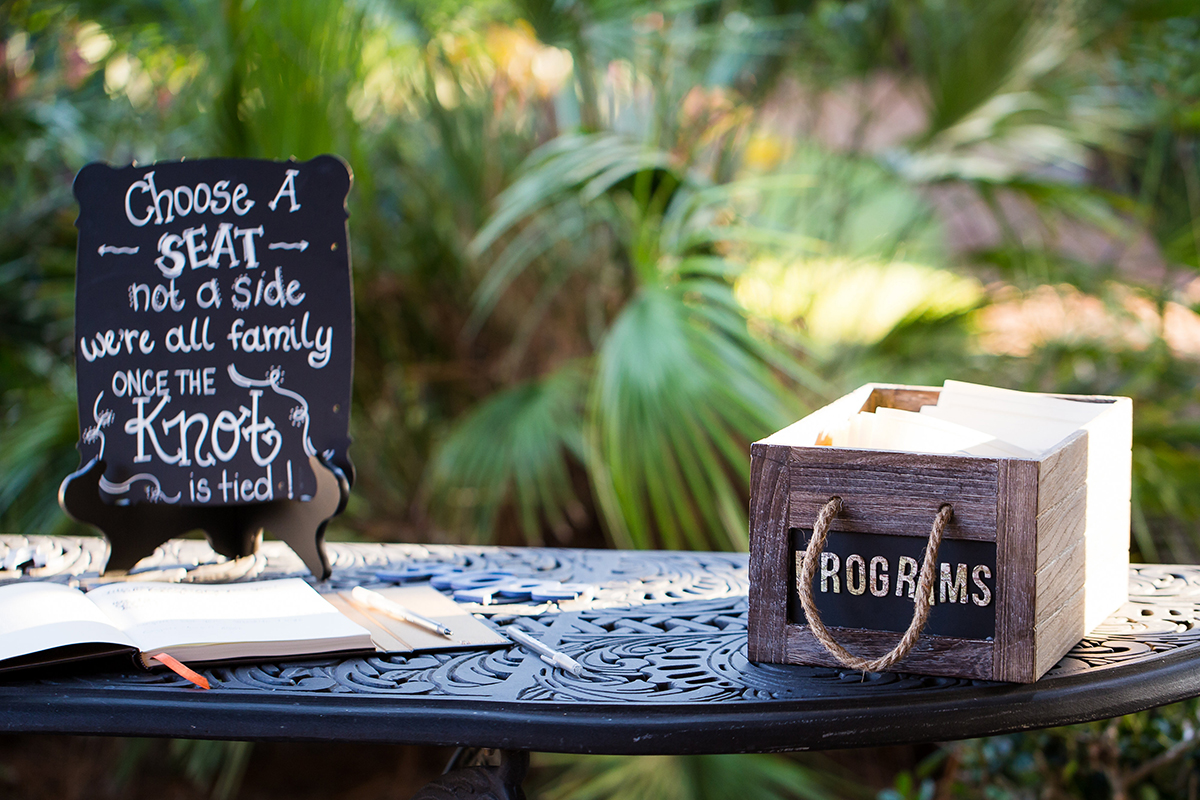 Choose A
SEAT
not a side
we're all family
ONCE THE
Knot
is tied!
PROGRAMS